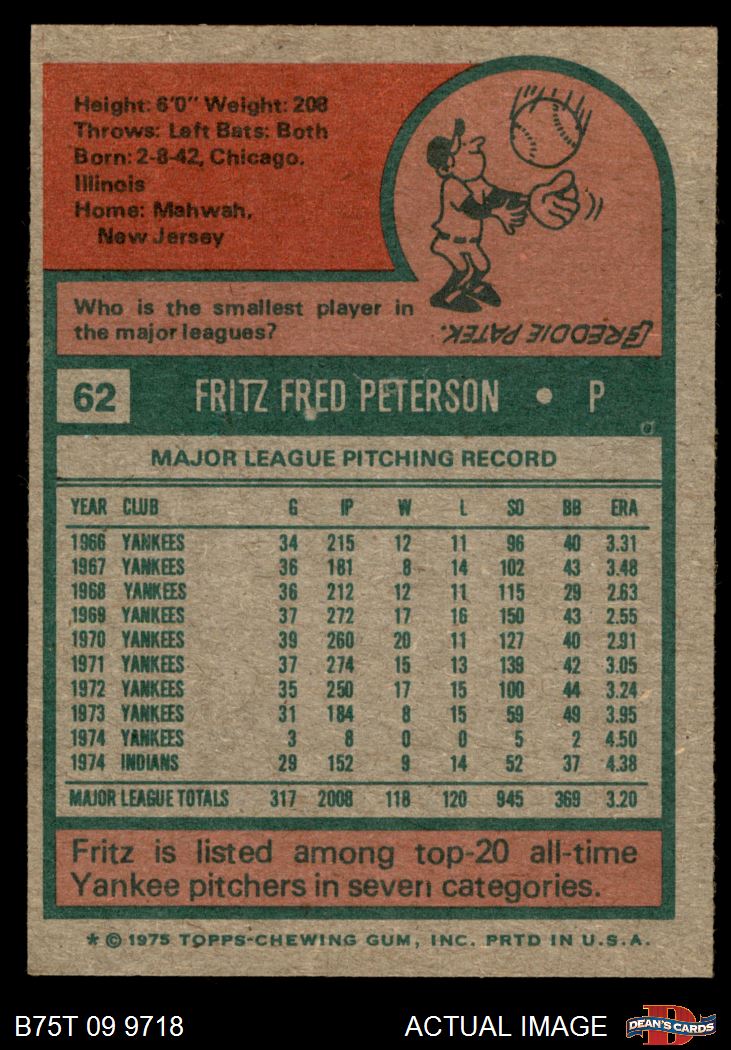 Height: 6'0" Weight: 208
Throws: Left Bats: Both
Born: 2-8-42, Chicago,
Illinois
Home: Mahwah,
New Jersey
Who is the smallest player in
the major leagues?
FREDDIE PATEK.
62 FRITZ FRED PETERSON • P
MAJOR LEAGUE PITCHING RECORD
YEAR CLUB G IP W L SO BB ERA
1966 YANKEES 34 215 12 11 96 40 3.31
1967 YANKEES 36 181 8 14 102 43 3.48
1968 YANKEES 36 212 12 11 115 29 2.63
1969 YANKEES 37 272 17 16 150 43 2.55
1970 YANKEES 39 260 20 11 127 40 2.91
1971 YANKEES 37 274 15 13 139 42 3.05
1972 YANKEES 35 250 17 15 100 44 3.24
1973 YANKEES 31 184 8 15 59 49 3.95
1974 YANKEES 3 8 0 0 5 2 4.50
1974 INDIANS 29 152 9 14 52 37 4.38
MAJOR LEAGUE TOTALS 317 2008 118 120 945 369 3.20
Fritz is listed among top-20 all-time
Yankee pitchers in seven categories.
* © 1975 TOPPS-CHEWING GUM, INC. PRTD IN U.S.A.
B75T 09 9718 ACTUAL IMAGE
D
DEAN'S CARDS